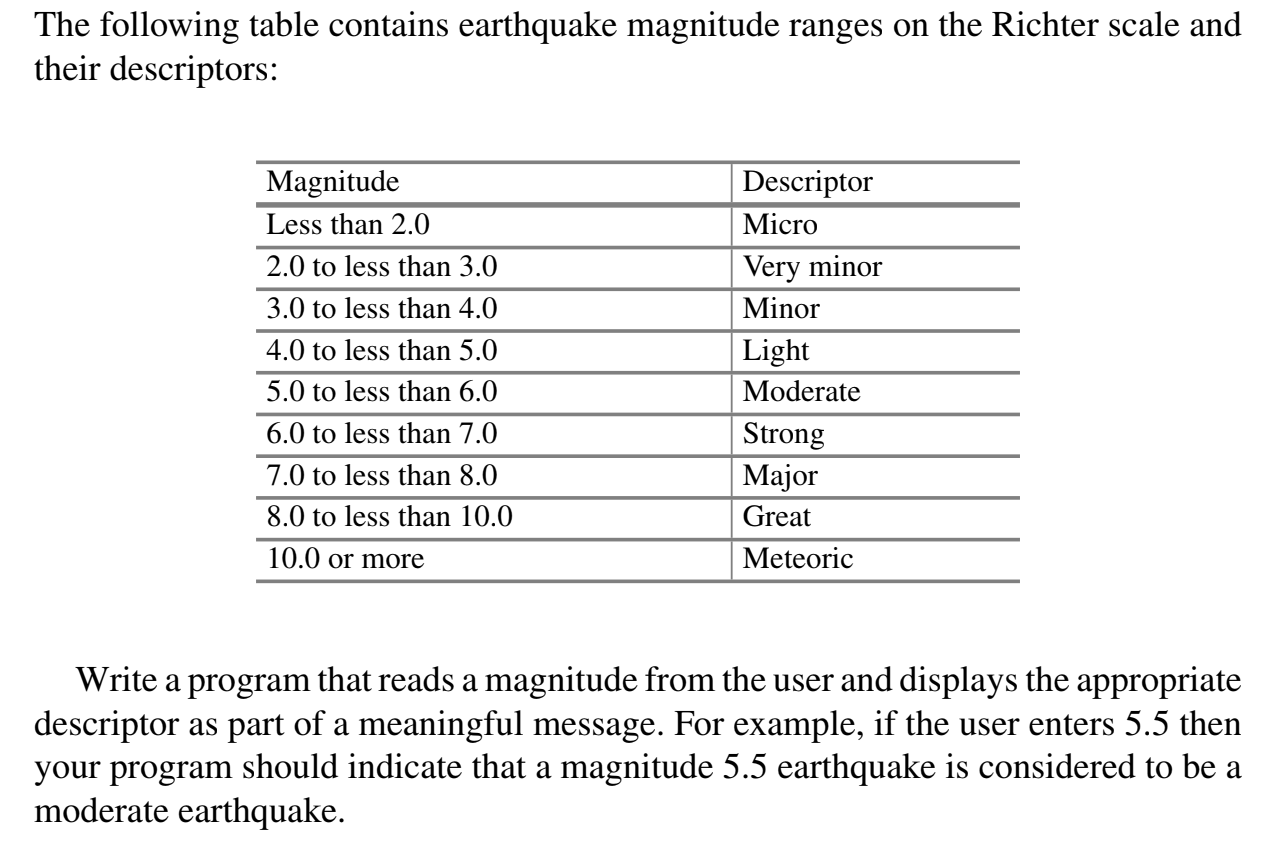 The following table contains earthquake magnitude ranges on the Richter scale and
their descriptors:
Magnitude Descriptor
Less than 2.0 Micro
2.0 to less than 3.0 Very minor
3.0 to less than 4.0 Minor
4.0 to less than 5.0 Light
5.0 to less than 6.0 Moderate
6.0 to less than 7.0 Strong
7.0 to less than 8.0 Major
8.0 to less than 10.0 Great
10.0 or more Meteoric
Write a program that reads a magnitude from the user and displays the appropriate
descriptor as part of a meaningful message. For example, if the user enters 5.5 then
your program should indicate that a magnitude 5.5 earthquake is considered to be a
moderate earthquake.